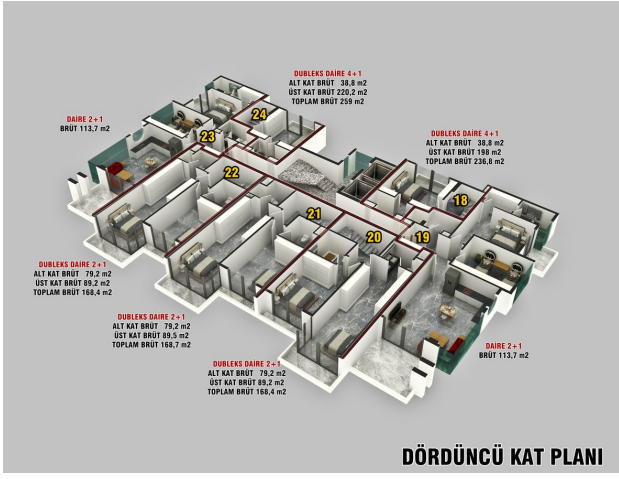 DUBLEKS DAİRE 4+1
ALT KAT BRÜT 38,8 m2
ÜST KAT BRÜT 220,2 m2
TOPLAM BRÜT 259 m2
DAİRE 2+1
BRÜT 113,7 m2
DUBLEKS DAİRE 4+1
ALT KAT BRÜT 38,8 m2
ÜST KAT BRÜT 198 m2
TOPLAM BRÜT 236,8 m2
24
23
22
18
21
20
19
DUBLEKS DAİRE 2+1
ALT KAT BRÜT 79,2 m2
ÜST KAT BRÜT 89,2 m2
TOPLAM BRÜT 168,4 m2
DUBLEKS DAİRE 2+1
ALT KAT BRÜT 79,2 m2
ÜST KAT BRÜT 89,5 m2
TOPLAM BRÜT 168,7 m2
DAİRE 2+1
BRÜT 113,7 m2
DUBLEKS DAİRE 2+1
ALT KAT BRÜT 79,2 m2
ÜST KAT BRÜT 89,2 m2
TOPLAM BRÜT 168,4 m2
DÖRDÜNCÜ KAT PLANI